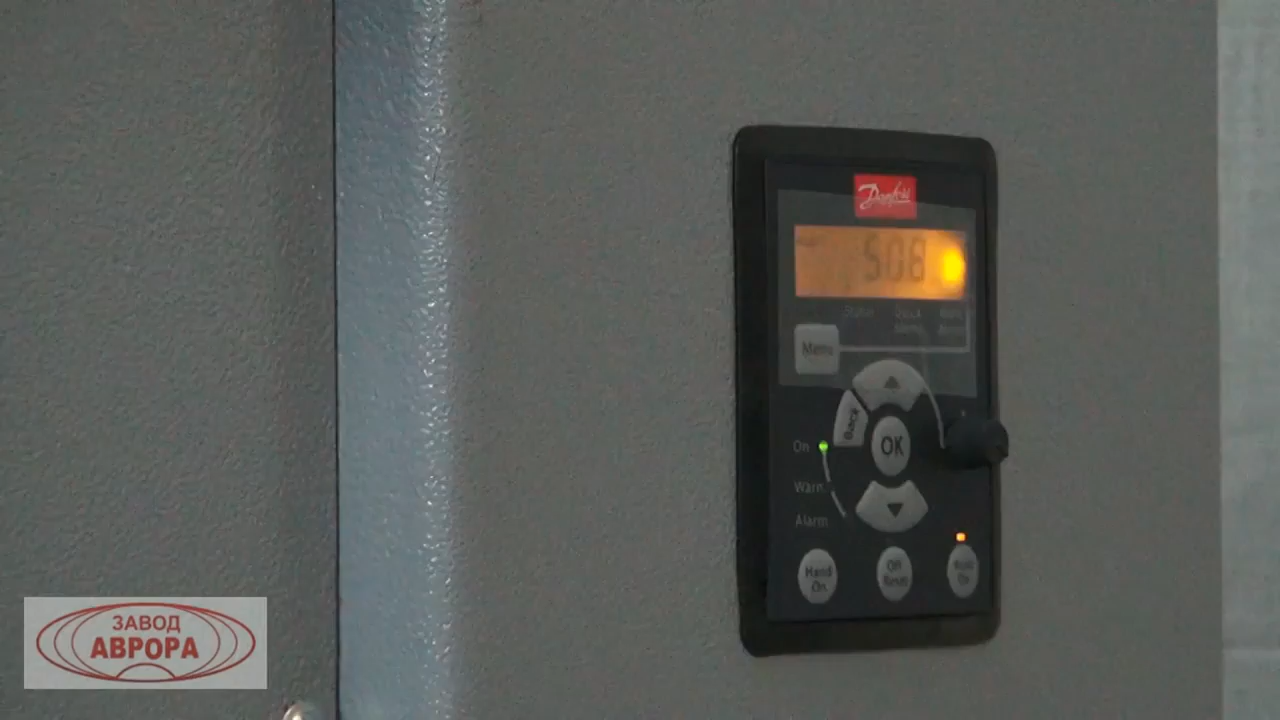 Danfoss
508
Status
Quick
Menu
Main
Menu
Menu
Back
OK
On
Warn.
Alarm
Hand
On
Off
Reset
Auto
On
ЗАВОД
АВРОРА